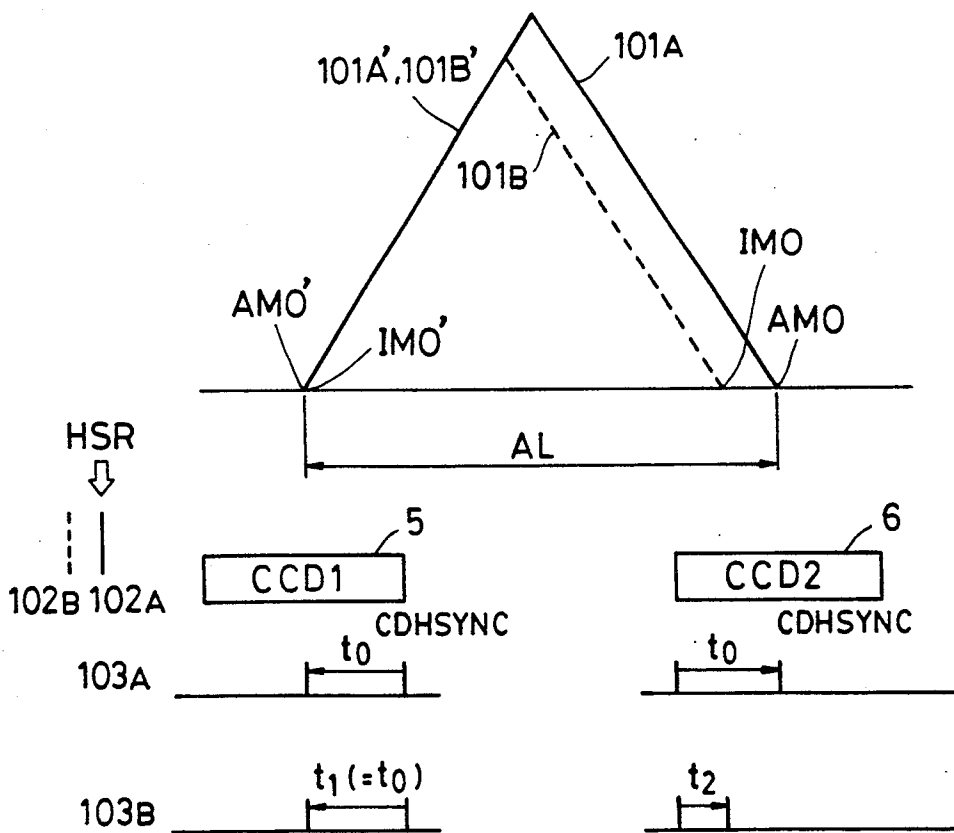 101A', 101B'
101A
101B
IMO
AMO'
IMO'
AMO
AL
HSR
5
6
CCD1
CCD2
102B 102A
CDHSYNC
CDHSYNC
103A
t0
t0
103B
t1 (=t0)
t2